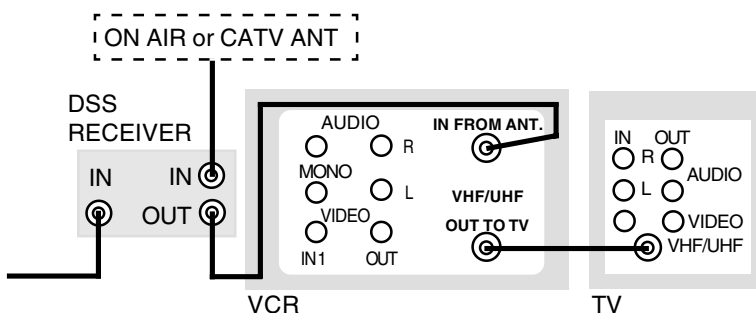 ON AIR or CATV ANT
DSS
RECEIVER
IN
IN
OUT
AUDIO
R
MONO
L
VIDEO
IN1
OUT
IN FROM ANT.
VHF/UHF
OUT TO TV
VCR
IN
OUT
R
AUDIO
L
VIDEO
VHF/UHF
TV